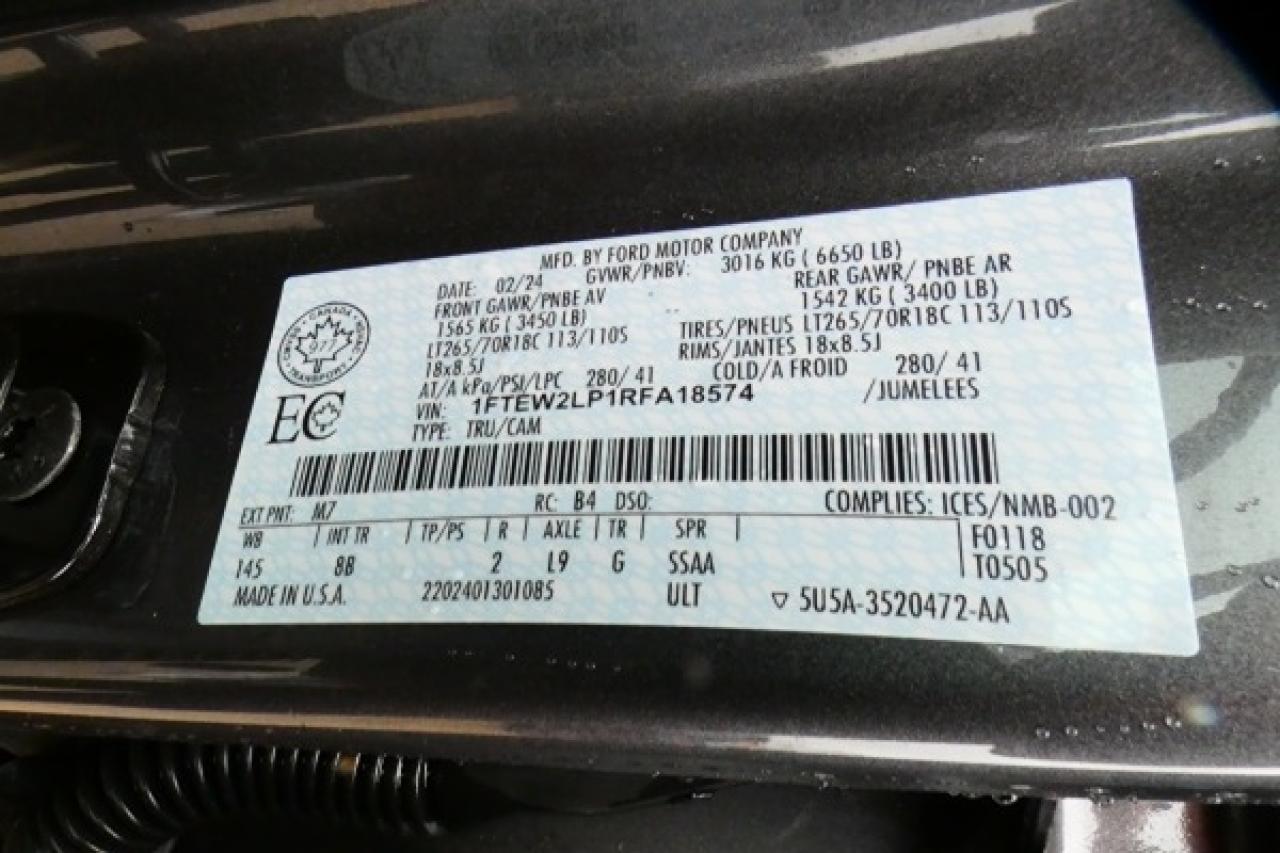 MFD. BY FORD MOTOR COMPANY
DATE: 02/24 GVWR/PNBV: 3016 KG ( 6650 LB)
FRONT GAWR/PNBE AV REAR GAWR/ PNBE AR
1565 KG ( 3450 LB) 1542 KG ( 3400 LB)
LT265/70R18C 113/110S TIRES/PNEUS LT265/70R18C 113/110S
18x8.5J RIMS/JANTES 18x8.5J
AT/A kPa/PSI/LPC 280/ 41 COLD/A FROID 280/ 41
VIN: 1FTEW2LP1RFA18574 /JUMELEES
TYPE: TRU/CAM
CANADA
TRANSPORT
977
EC
EXT PNT: M7 RC: B4 DSO: COMPLIES: ICES/NMB-002
WB | INT TR | TP/PS | R | AXLE | TR | SPR | F0118
145 8B 2 L9 G SSAA T0505
MADE IN U.S.A. 2202401301085 ULT ▽ 5U5A-3520472-AA